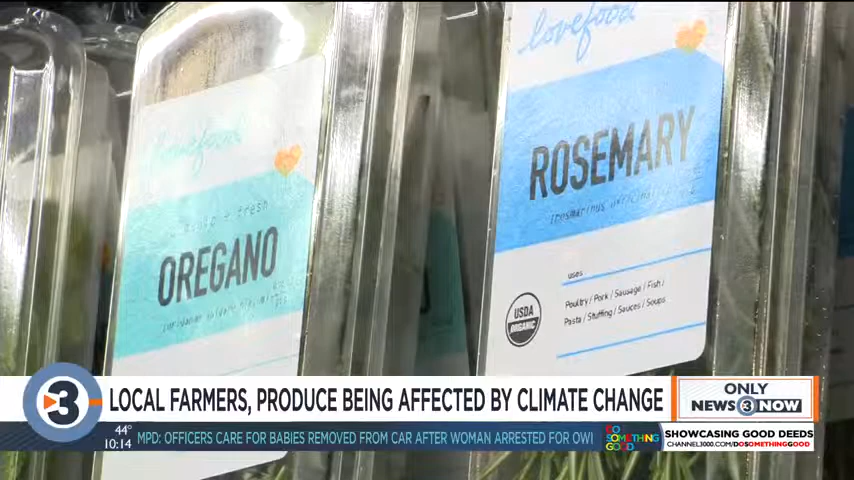 lovefood
OREGANO
lovefood
ROSEMARY
uses
Poultry / Pork / Sausage / Fish /
Pasta / Stuffing / Sauces / Soups
USDA
ORGANIC
3
LOCAL FARMERS, PRODUCE BEING AFFECTED BY CLIMATE CHANGE
ONLY
NEWS 3 NOW
44°
10:14
MPD: OFFICERS CARE FOR BABIES REMOVED FROM CAR AFTER WOMAN ARRESTED FOR OWI
DO
SOMETHING
GOOD
SHOWCASING GOOD DEEDS
CHANNEL3000.COM/DOSOMETHINGGOOD